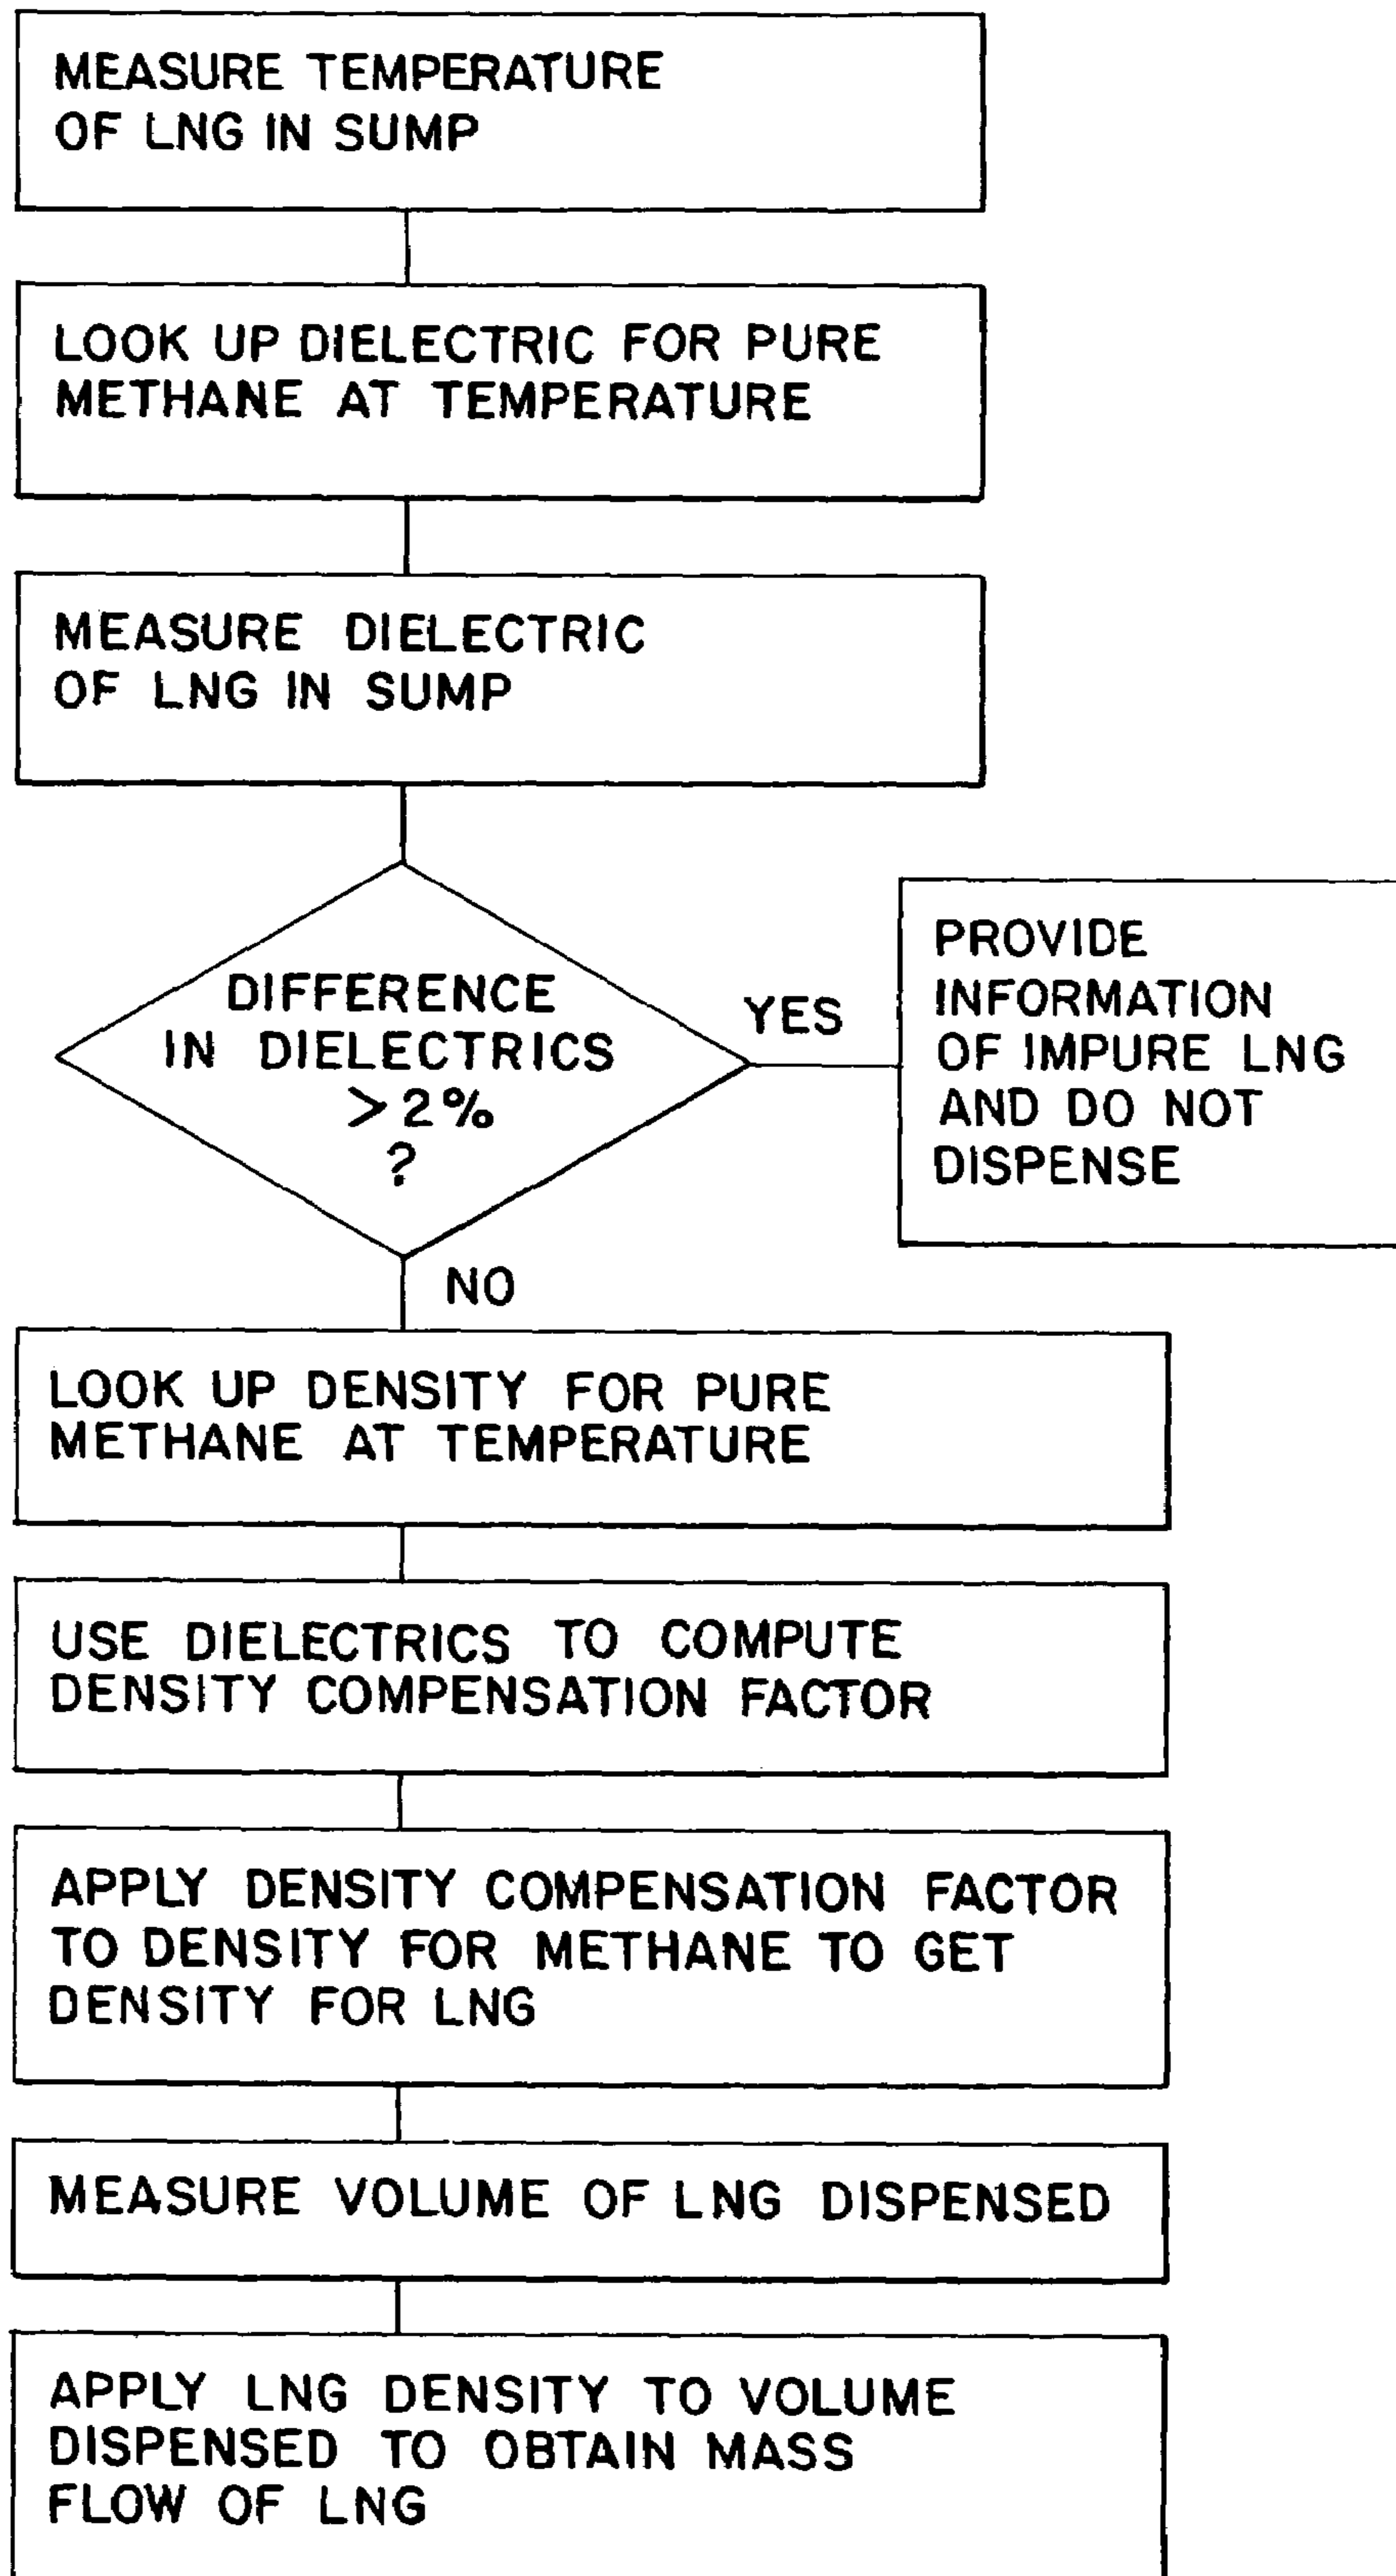 MEASURE TEMPERATURE
OF LNG IN SUMP
LOOK UP DIELECTRIC FOR PURE
METHANE AT TEMPERATURE
MEASURE DIELECTRIC
OF LNG IN SUMP
DIFFERENCE
IN DIELECTRICS
>2%
?
YES
PROVIDE
INFORMATION
OF IMPURE LNG
AND DO NOT
DISPENSE
NO
LOOK UP DENSITY FOR PURE
METHANE AT TEMPERATURE
USE DIELECTRICS TO COMPUTE
DENSITY COMPENSATION FACTOR
APPLY DENSITY COMPENSATION FACTOR
TO DENSITY FOR METHANE TO GET
DENSITY FOR LNG
MEASURE VOLUME OF LNG DISPENSED
APPLY LNG DENSITY TO VOLUME
DISPENSED TO OBTAIN MASS
FLOW OF LNG